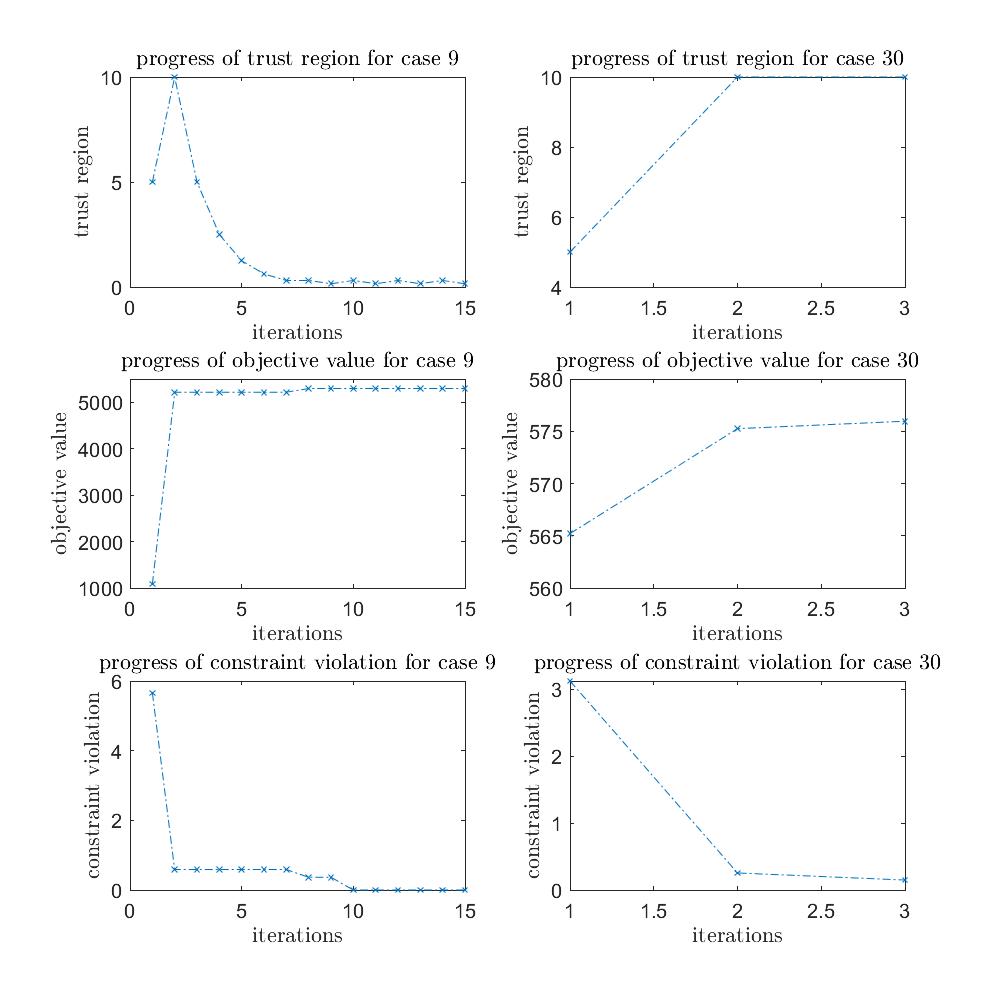 progress of trust region for case 9
10
5
0
trust region
0 5 10 15
iterations
progress of trust region for case 30
10
8
6
4
trust region
1 1.5 2 2.5 3
iterations
progress of objective value for case 9
5000
4000
3000
2000
1000
objective value
0 5 10 15
iterations
progress of objective value for case 30
580
575
570
565
560
objective value
1 1.5 2 2.5 3
iterations
progress of constraint violation for case 9
6
4
2
0
constraint violation
0 5 10 15
iterations
progress of constraint violation for case 30
3
2
1
0
constraint violation
1 1.5 2 2.5 3
iterations